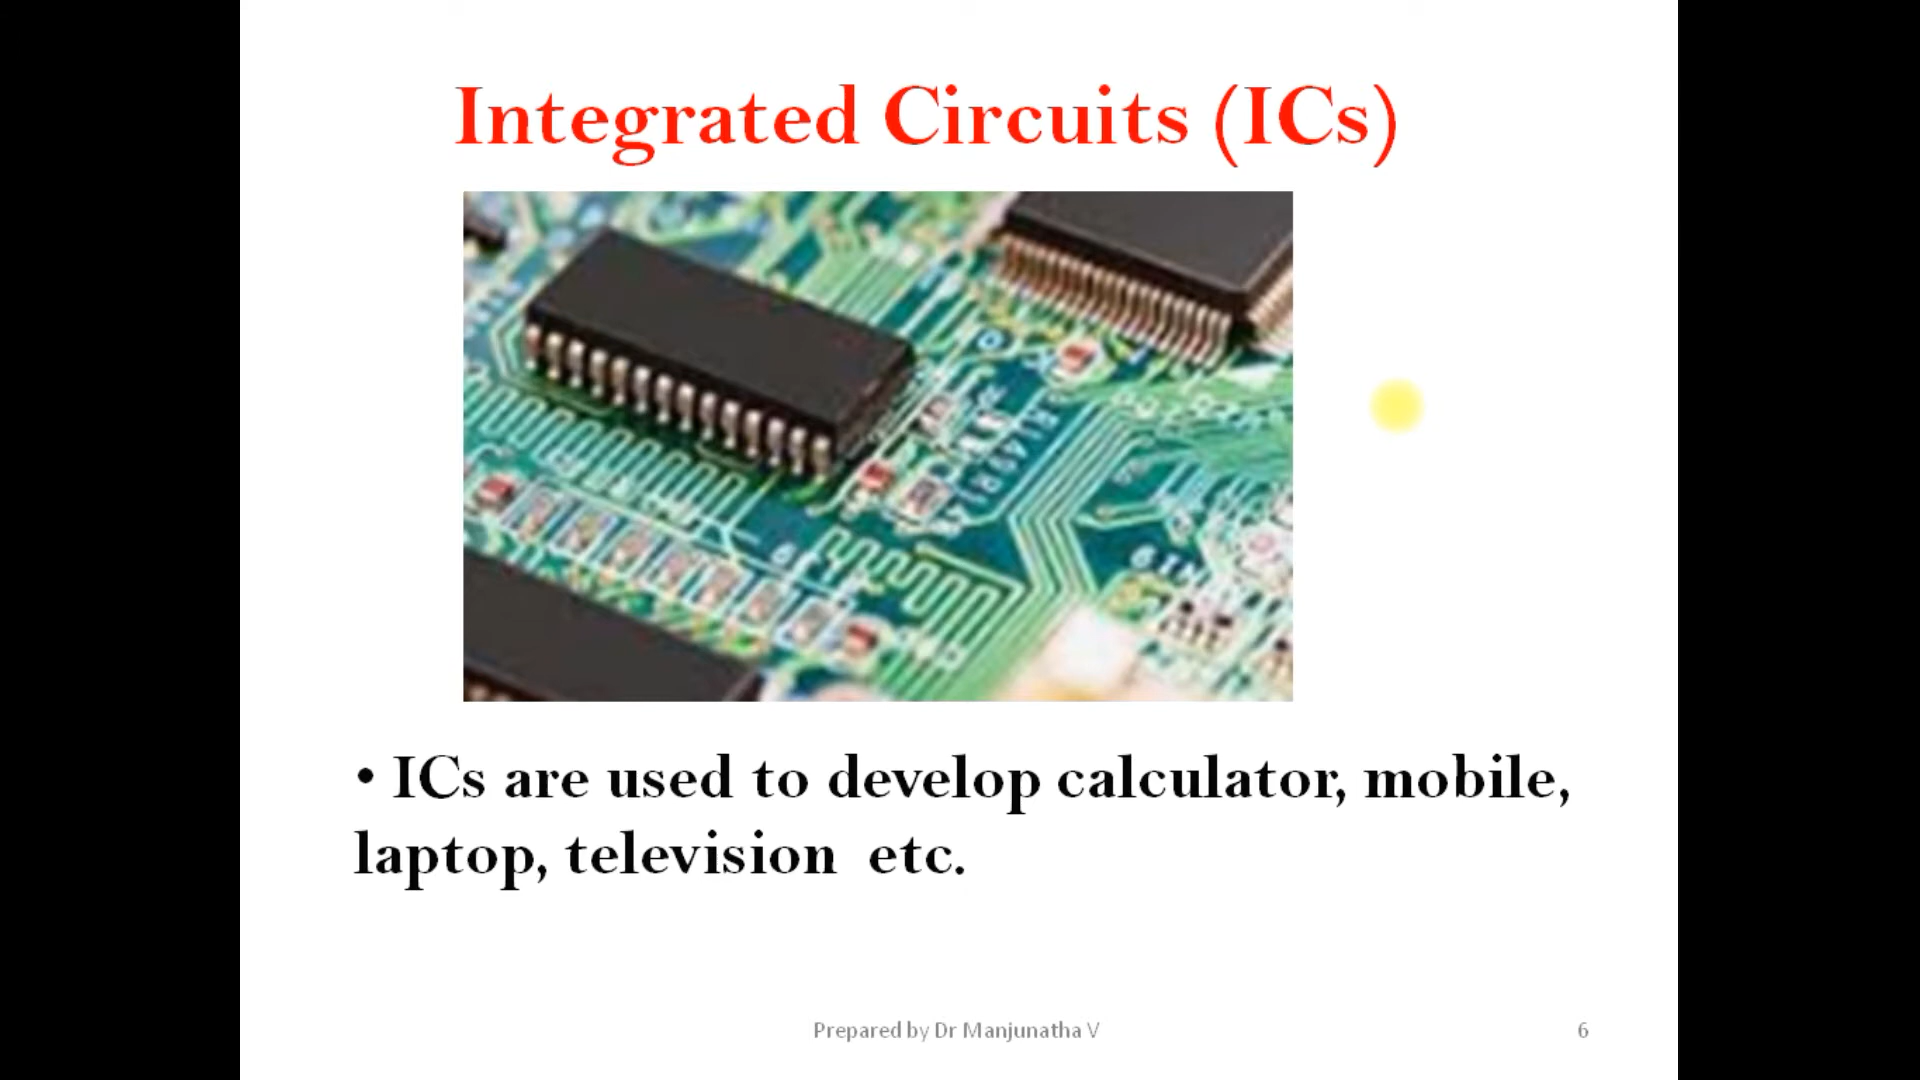 Integrated Circuits (ICs)
• ICs are used to develop calculator, mobile,
laptop, television  etc.
Prepared by Dr Manjunatha V
6